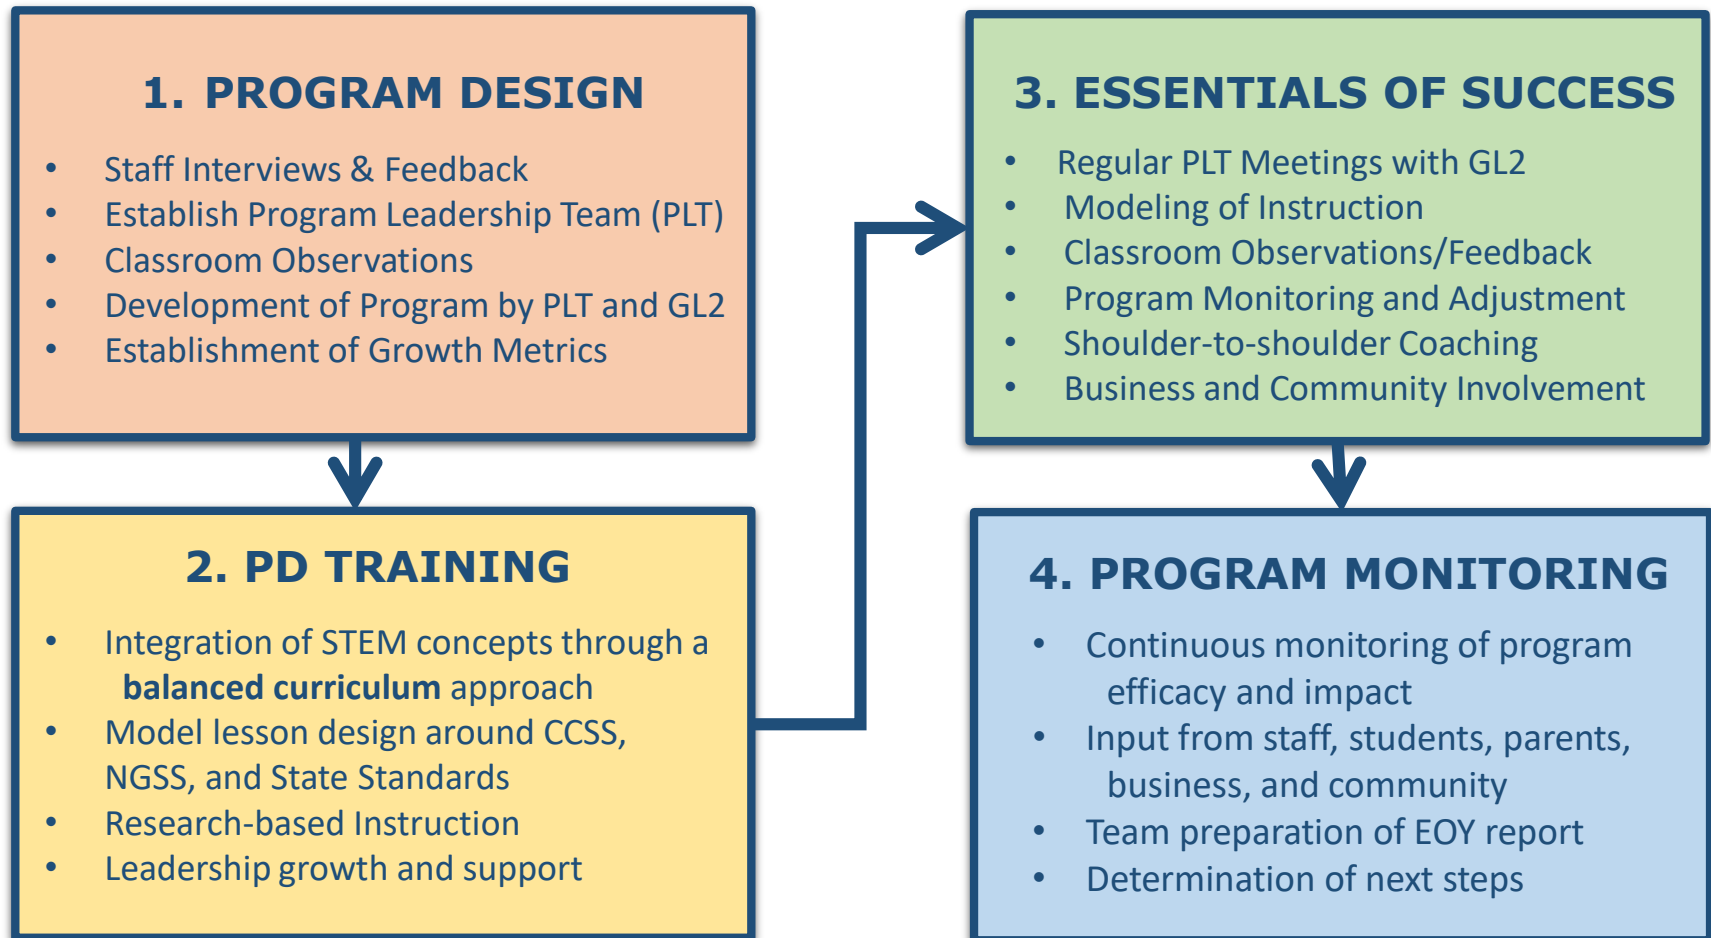 1. PROGRAM DESIGN
• Staff Interviews & Feedback
• Establish Program Leadership Team (PLT)
• Classroom Observations
• Development of Program by PLT and GL2
• Establishment of Growth Metrics
2. PD TRAINING
• Integration of STEM concepts through a
balanced curriculum approach
• Model lesson design around CCSS,
NGSS, and State Standards
• Research-based Instruction
• Leadership growth and support
3. ESSENTIALS OF SUCCESS
• Regular PLT Meetings with GL2
• Modeling of Instruction
• Classroom Observations/Feedback
• Program Monitoring and Adjustment
• Shoulder-to-shoulder Coaching
• Business and Community Involvement
4. PROGRAM MONITORING
• Continuous monitoring of program
efficacy and impact
• Input from staff, students, parents,
business, and community
• Team preparation of EOY report
• Determination of next steps